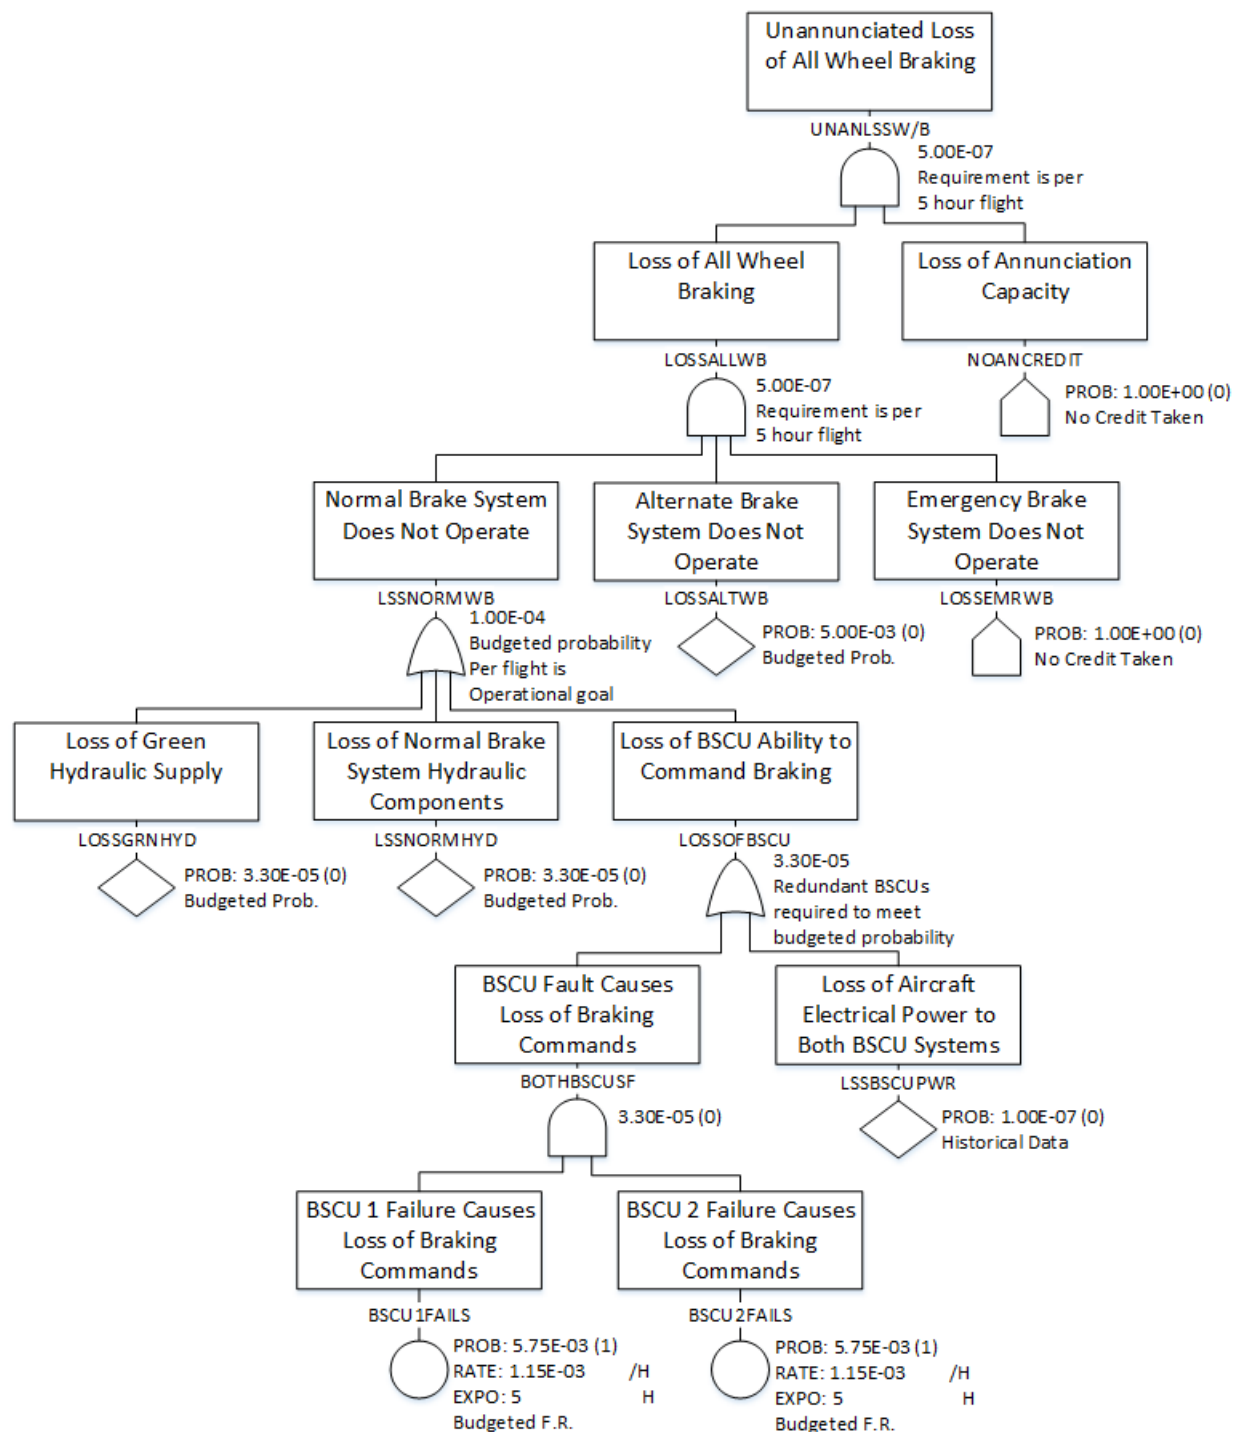 Unannunciated Loss
of All Wheel Braking
UNANLSSW/B
5.00E-07
Requirement is per
5 hour flight
Loss of All Wheel
Braking
LOSSALLWB
Loss of Annunciation
Capacity
NOANCREDIT
5.00E-07
Requirement is per
5 hour flight
PROB: 1.00E+00 (0)
No Credit Taken
Normal Brake System
Does Not Operate
LSSNORMWB
Alternate Brake
System Does Not
Operate
LOSSALTWB
Emergency Brake
System Does Not
Operate
LOSSEMRWB
1.00E-04
Budgeted probability
Per flight is
Operational goal
PROB: 5.00E-03 (0)
Budgeted Prob.
PROB: 1.00E+00 (0)
No Credit Taken
Loss of Green
Hydraulic Supply
LOSSGRNHYD
Loss of Normal Brake
System Hydraulic
Components
LSSNORMHYD
Loss of BSCU Ability to
Command Braking
LOSSOFBSCU
PROB: 3.30E-05 (0)
Budgeted Prob.
PROB: 3.30E-05 (0)
Budgeted Prob.
3.30E-05
Redundant BSCUs
required to meet
budgeted probability
BSCU Fault Causes
Loss of Braking
Commands
BOTHBSCUSF
Loss of Aircraft
Electrical Power to
Both BSCU Systems
LSSBSCUPWR
3.30E-05 (0)
PROB: 1.00E-07 (0)
Historical Data
BSCU 1 Failure Causes
Loss of Braking
Commands
BSCU1FAILS
BSCU 2 Failure Causes
Loss of Braking
Commands
BSCU2FAILS
PROB: 5.75E-03 (1)
RATE: 1.15E-03 /H
EXPO: 5 H
Budgeted F.R.
PROB: 5.75E-03 (1)
RATE: 1.15E-03 /H
EXPO: 5 H
Budgeted F.R.